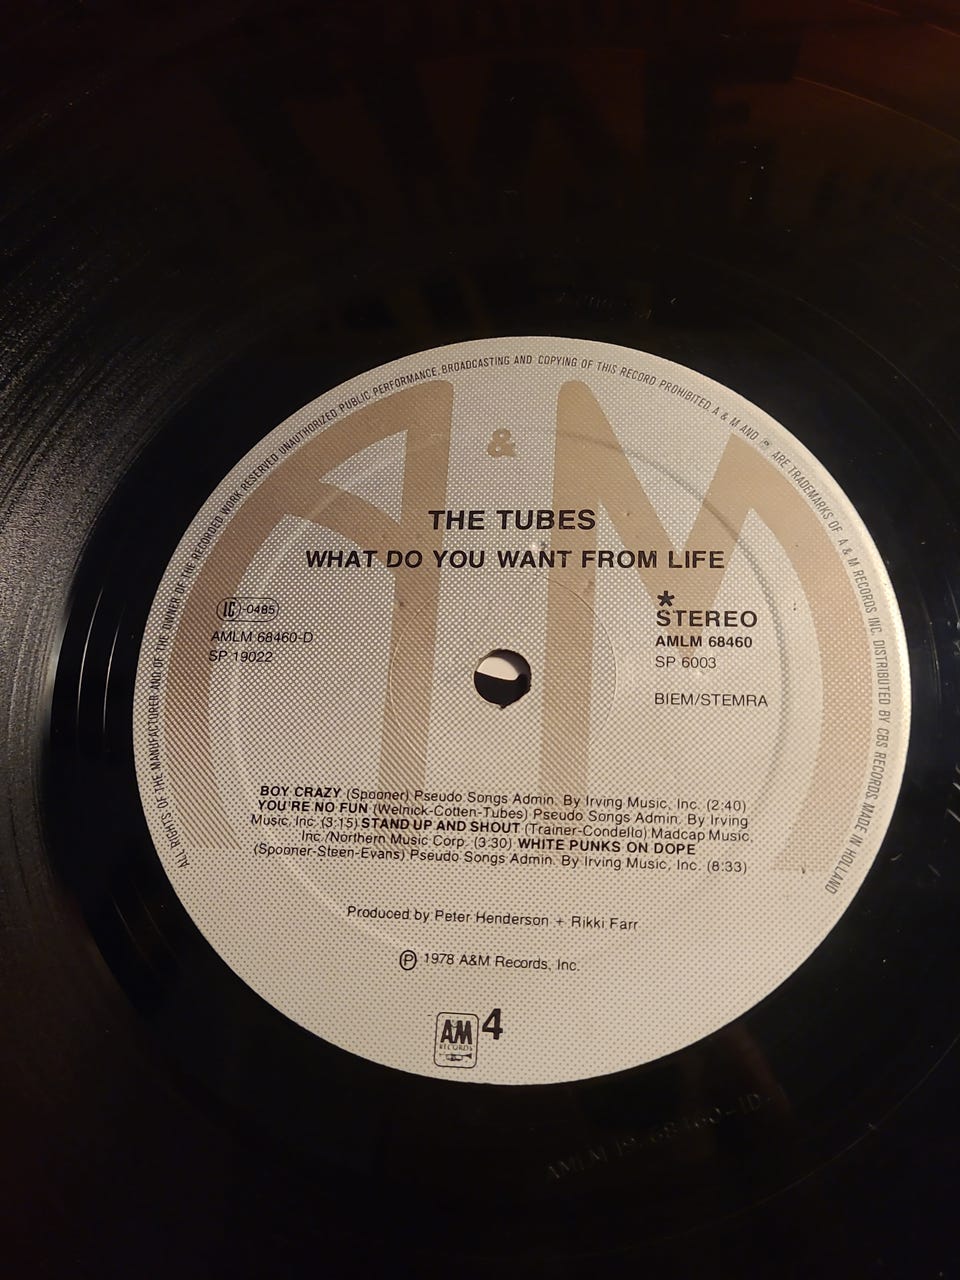 ALL RIGHTS OF THE MANUFACTURER AND OF THE OWNER OF THE RECORDED WORK RESERVED UNAUTHORIZED PUBLIC PERFORMANCE, BROADCASTING AND COPYING OF THIS RECORD PROHIBITED. A & M AND ARE TRADEMARKS OF A & M RECORDS INC. DISTRIBUTED BY CBS RECORDS. MADE IN HOLLAND
A & M
THE TUBES
WHAT DO YOU WANT FROM LIFE
IC -0485
AMLM 68460-D
SP 19022
*
STEREO
AMLM 68460
SP 6003
BIEM/STEMRA
BOY CRAZY (Spooner) Pseudo Songs Admin. By Irving Music, Inc. (2:40)
YOU'RE NO FUN (Welnick-Cotten-Tubes) Pseudo Songs Admin. By Irving
Music, Inc. (3:15) STAND UP AND SHOUT (Trainer-Condello) Madcap Music,
Inc./Northern Music Corp. (3:30) WHITE PUNKS ON DOPE
(Spooner-Steen-Evans) Pseudo Songs Admin. By Irving Music, Inc. (8:33)
Produced by Peter Henderson + Rikki Farr
Ⓟ 1978 A&M Records, Inc.
AM 4
RECORDS